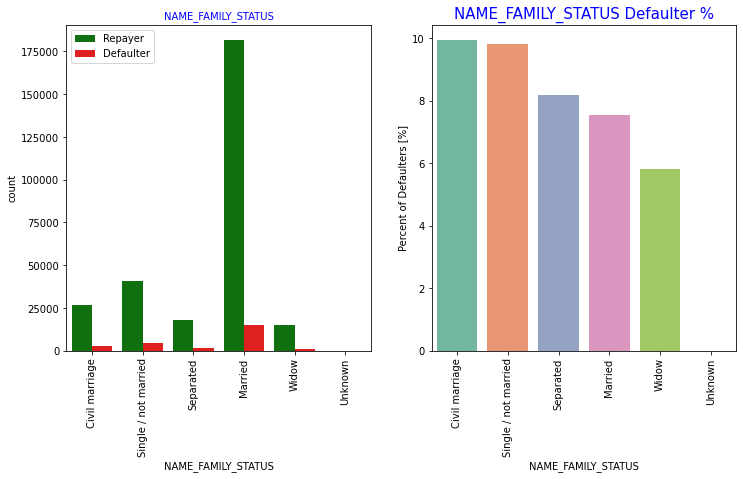 NAME_FAMILY_STATUS
Repayer
Defaulter
175000
150000
125000
100000
75000
50000
25000
0
count
Civil marriage
Single / not married
Separated
Married
Widow
Unknown
NAME_FAMILY_STATUS
NAME_FAMILY_STATUS Defaulter %
10
8
6
4
2
0
Percent of Defaulters [%]
Civil marriage
Single / not married
Separated
Married
Widow
Unknown
NAME_FAMILY_STATUS